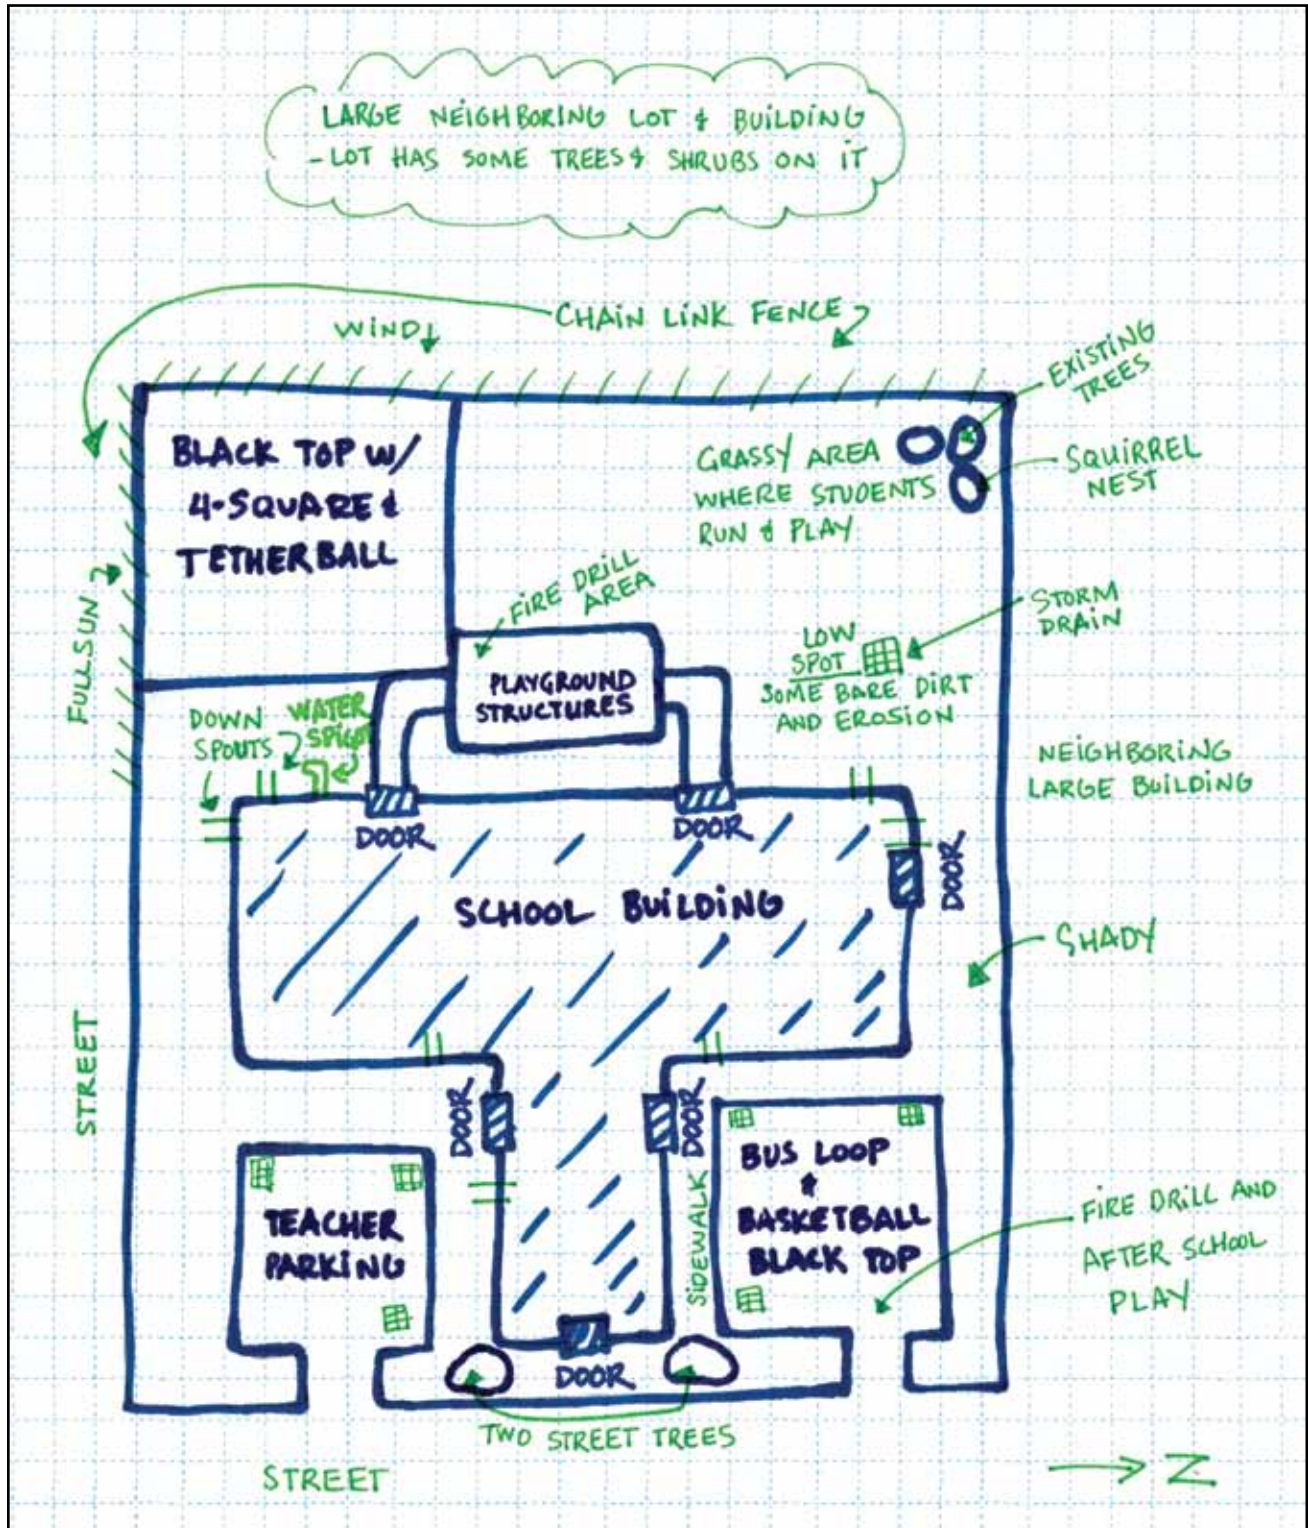 LARGE NEIGHBORING LOT & BUILDING
- LOT HAS SOME TREES & SHRUBS ON IT
CHAIN LINK FENCE
WIND
EXISTING
TREES
BLACK TOP W/
4-SQUARE &
TETHERBALL
GRASSY AREA
WHERE STUDENTS
RUN & PLAY
SQUIRREL
NEST
FIRE DRILL
AREA
STORM
DRAIN
FULL SUN
LOW
SPOT
SOME BARE DIRT
AND EROSION
PLAYGROUND
STRUCTURES
DOWN
SPOUTS
WATER
SPIGOT
NEIGHBORING
LARGE BUILDING
DOOR
DOOR
DOOR
SCHOOL BUILDING
SHADY
STREET
DOOR
DOOR
SIDEWALK
BUS LOOP
&
BASKETBALL
BLACK TOP
TEACHER
PARKING
FIRE DRILL AND
AFTER SCHOOL
PLAY
DOOR
TWO STREET TREES
STREET
N